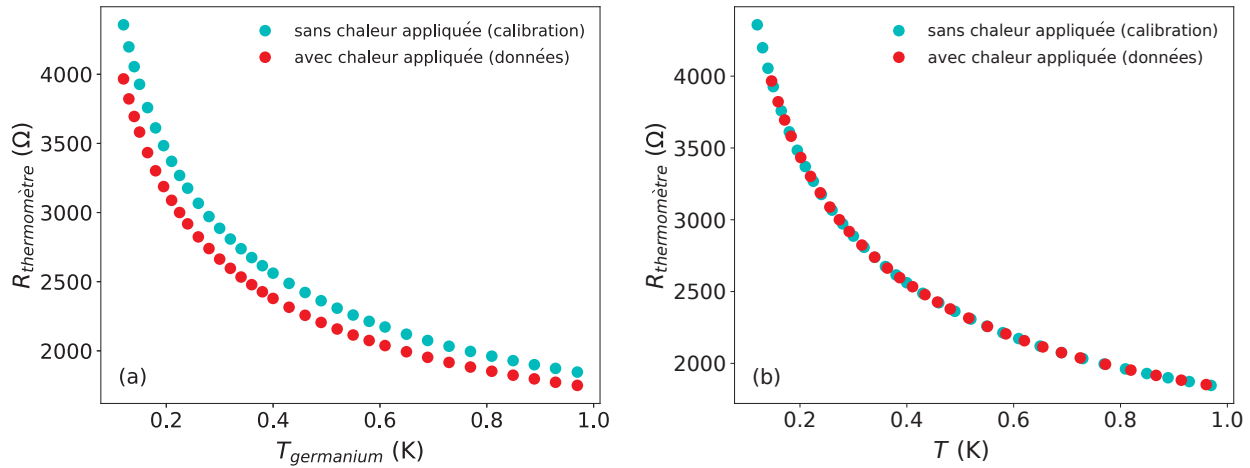 sans chaleur appliquée (calibration)
avec chaleur appliquée (données)
4000
3500
3000
2500
2000
R_thermomètre (Ω)
(a)
0.2 0.4 0.6 0.8 1.0
T_germanium (K)
sans chaleur appliquée (calibration)
avec chaleur appliquée (données)
4000
3500
3000
2500
2000
R_thermomètre (Ω)
(b)
0.2 0.4 0.6 0.8 1.0
T (K)